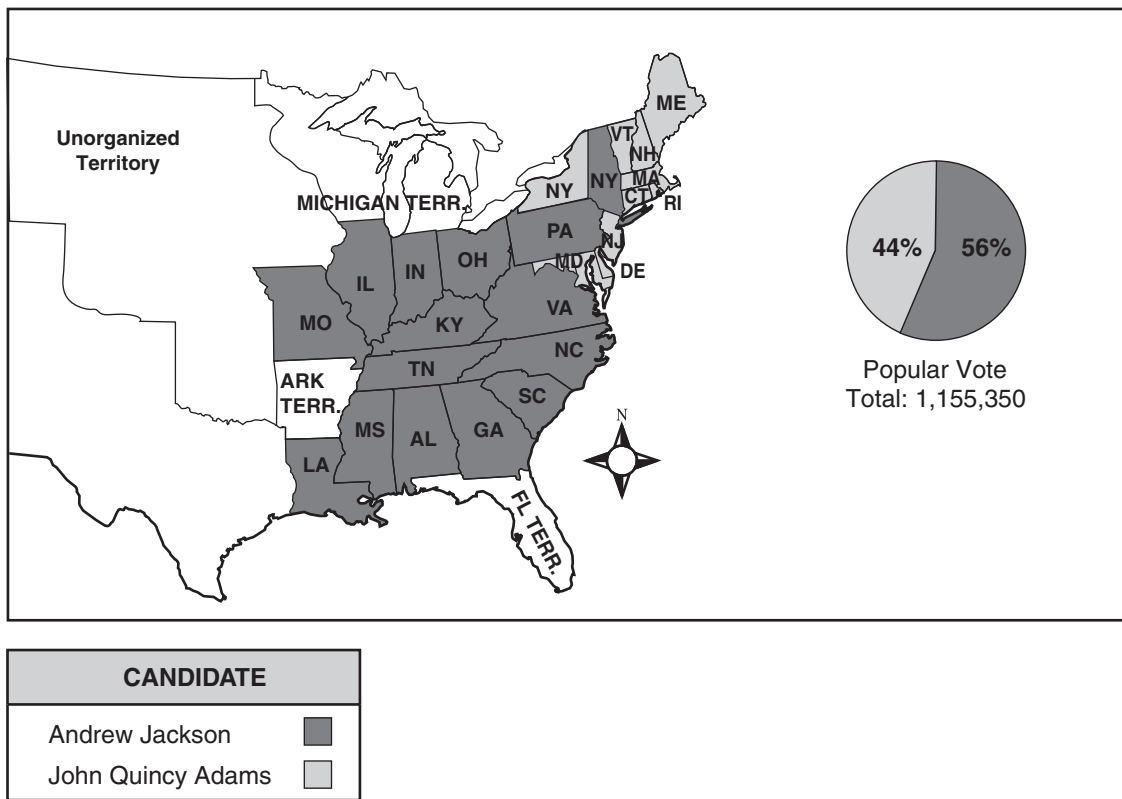 Unorganized
Territory
MICHIGAN TERR.
ME
VT
NH
NY
NY
MA
CT
RI
PA
NJ
OH
MD
DE
IL
IN
VA
MO
KY
NC
TN
ARK
TERR.
SC
MS
AL
GA
LA
FL TERR.
N
44%
56%
Popular Vote
Total: 1,155,350
CANDIDATE
Andrew Jackson
John Quincy Adams